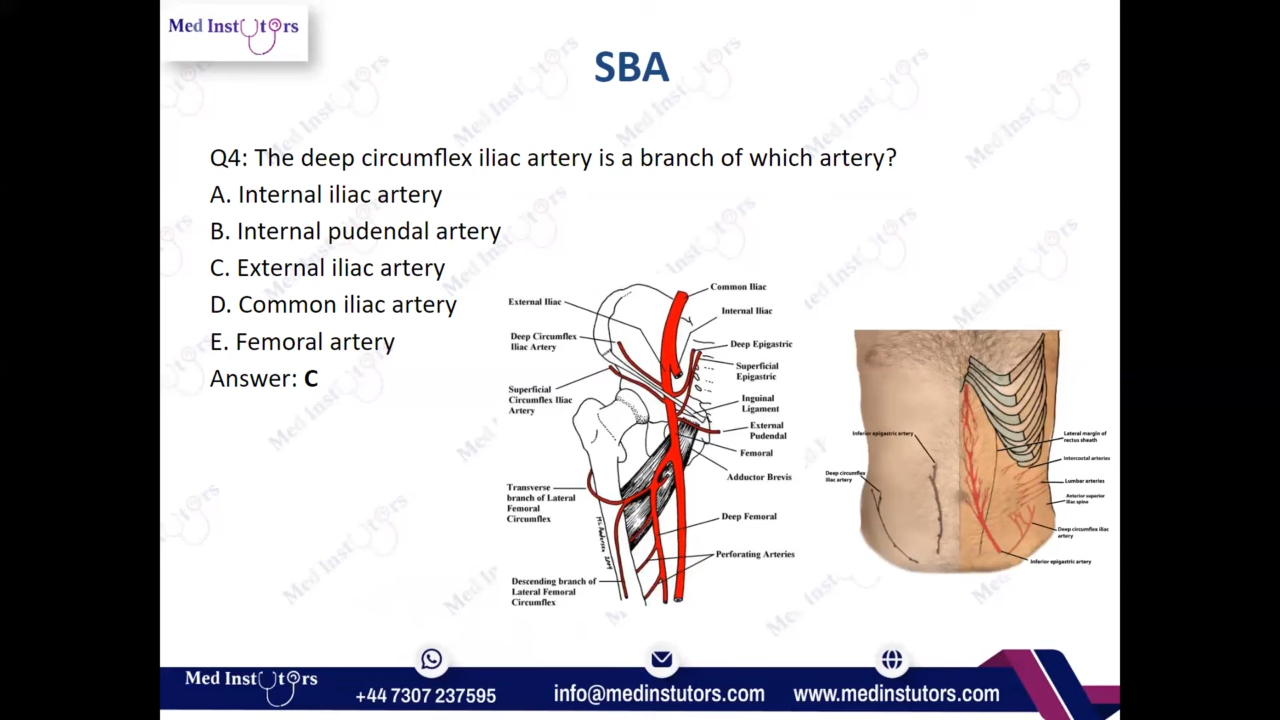 Med Instutors
SBA
Q4: The deep circumflex iliac artery is a branch of which artery?
A. Internal iliac artery
B. Internal pudendal artery
C. External iliac artery
D. Common iliac artery
E. Femoral artery
Answer: C
Common Iliac
External Iliac
Internal Iliac
Deep Circumflex
Iliac Artery
Deep Epigastric
Superficial
Epigastric
Superficial
Circumflex Iliac
Artery
Inguinal
Ligament
External
Pudendal
Femoral
Adductor Brevis
Transverse
branch of Lateral
Femoral
Circumflex
Deep Femoral
Perforating Arteries
Descending branch of
Lateral Femoral
Circumflex
Inferior epigastric artery
Deep circumflex
iliac artery
Lateral margin of
rectus sheath
Intercostal arteries
Lumbar arteries
Anterior superior
iliac spine
Deep circumflex iliac
artery
Inferior epigastric artery
Med Instutors
+44 7307 237595
info@medinstutors.com
www.medinstutors.com